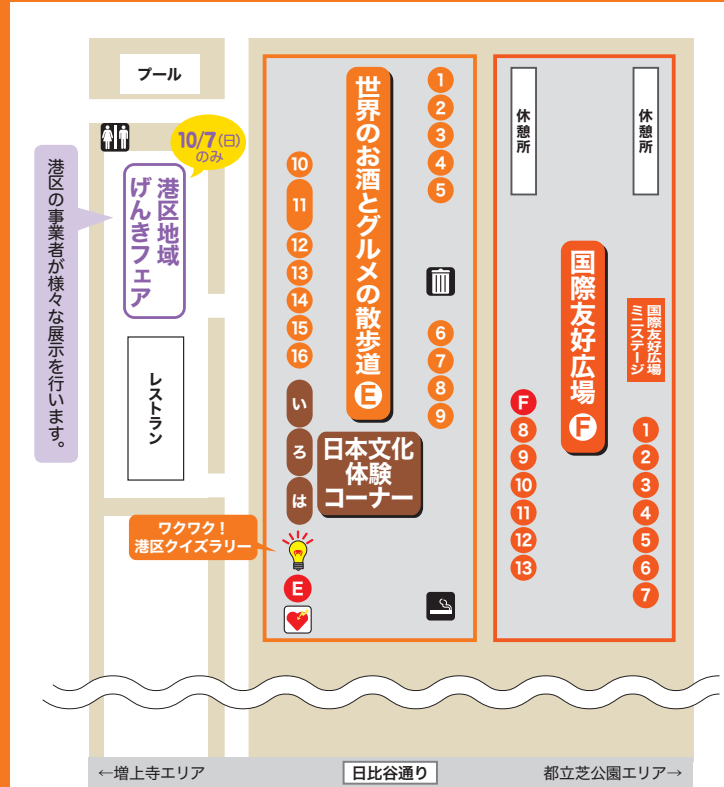 プール
10/7(日)
のみ
港区地域
げんきフェア
港区の事業者が様々な展示を行います。
レストラン
世界のお酒とグルメの散歩道 E
1
2
3
4
5
10
11
12
13
14
15
16
6
7
8
9
い
ろ
は
日本文化
体験
コーナー
ワクワク!
港区クイズラリー
E
休憩所
休憩所
国際友好広場 F
国際友好広場
ミニステージ
F
8
9
10
11
12
13
1
2
3
4
5
6
7
←増上寺エリア
日比谷通り
都立芝公園エリア→